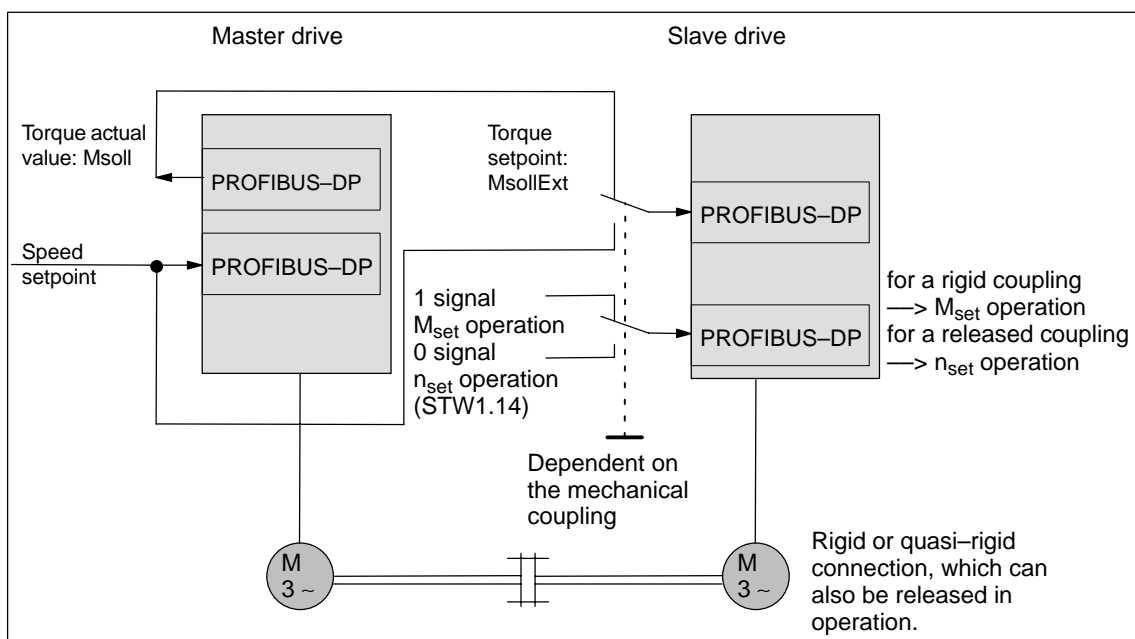 Master drive
Slave drive
Torque actual
value: Msoll
PROFIBUS–DP
Speed
setpoint
PROFIBUS–DP
Torque
setpoint:
MsollExt
PROFIBUS–DP
1 signal
Mset operation
0 signal
nset operation
(STW1.14)
PROFIBUS–DP
for a rigid coupling
—> Mset operation
for a released coupling
—> nset operation
Dependent on
the mechanical
coupling
M
3 ~
M
3 ~
Rigid or quasi–rigid
connection, which can
also be released in
operation.